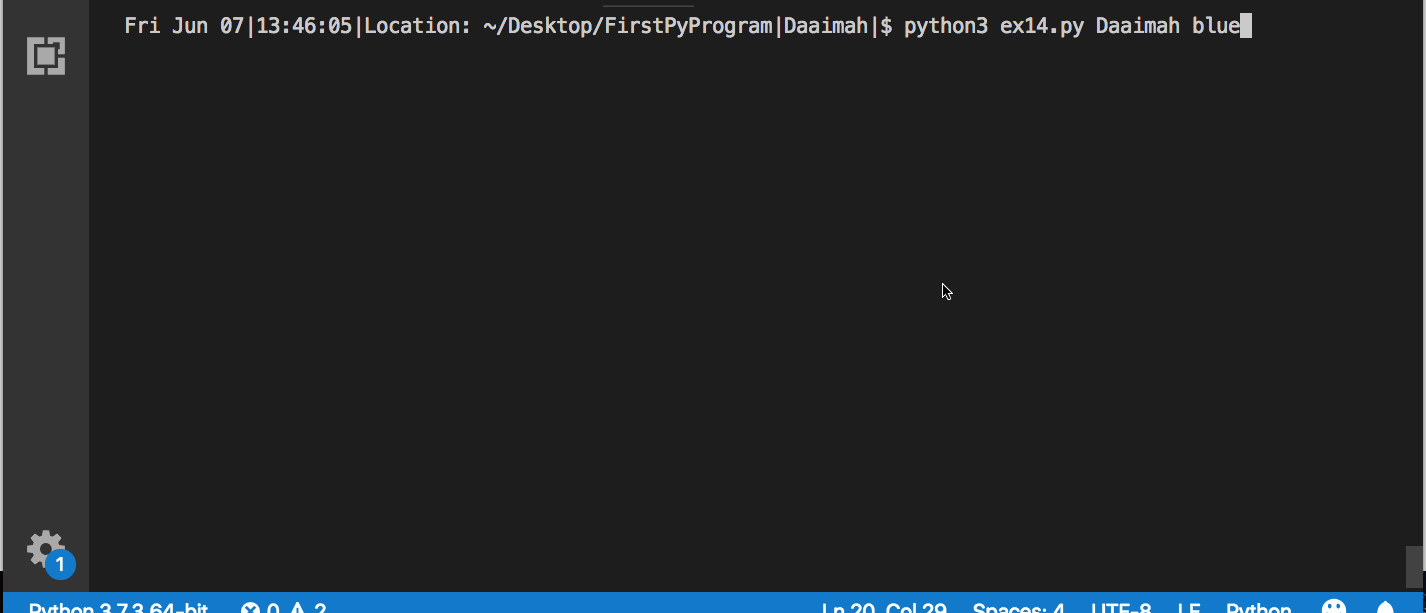 Fri Jun 07|13:46:05|Location: ~/Desktop/FirstPyProgram|Daaimah|$ python3 ex14.py Daaimah blue
1
Python 3.7.3 64-bit 0 2 Ln 20, Col 29 Spaces: 4 UTF-8 LF Python